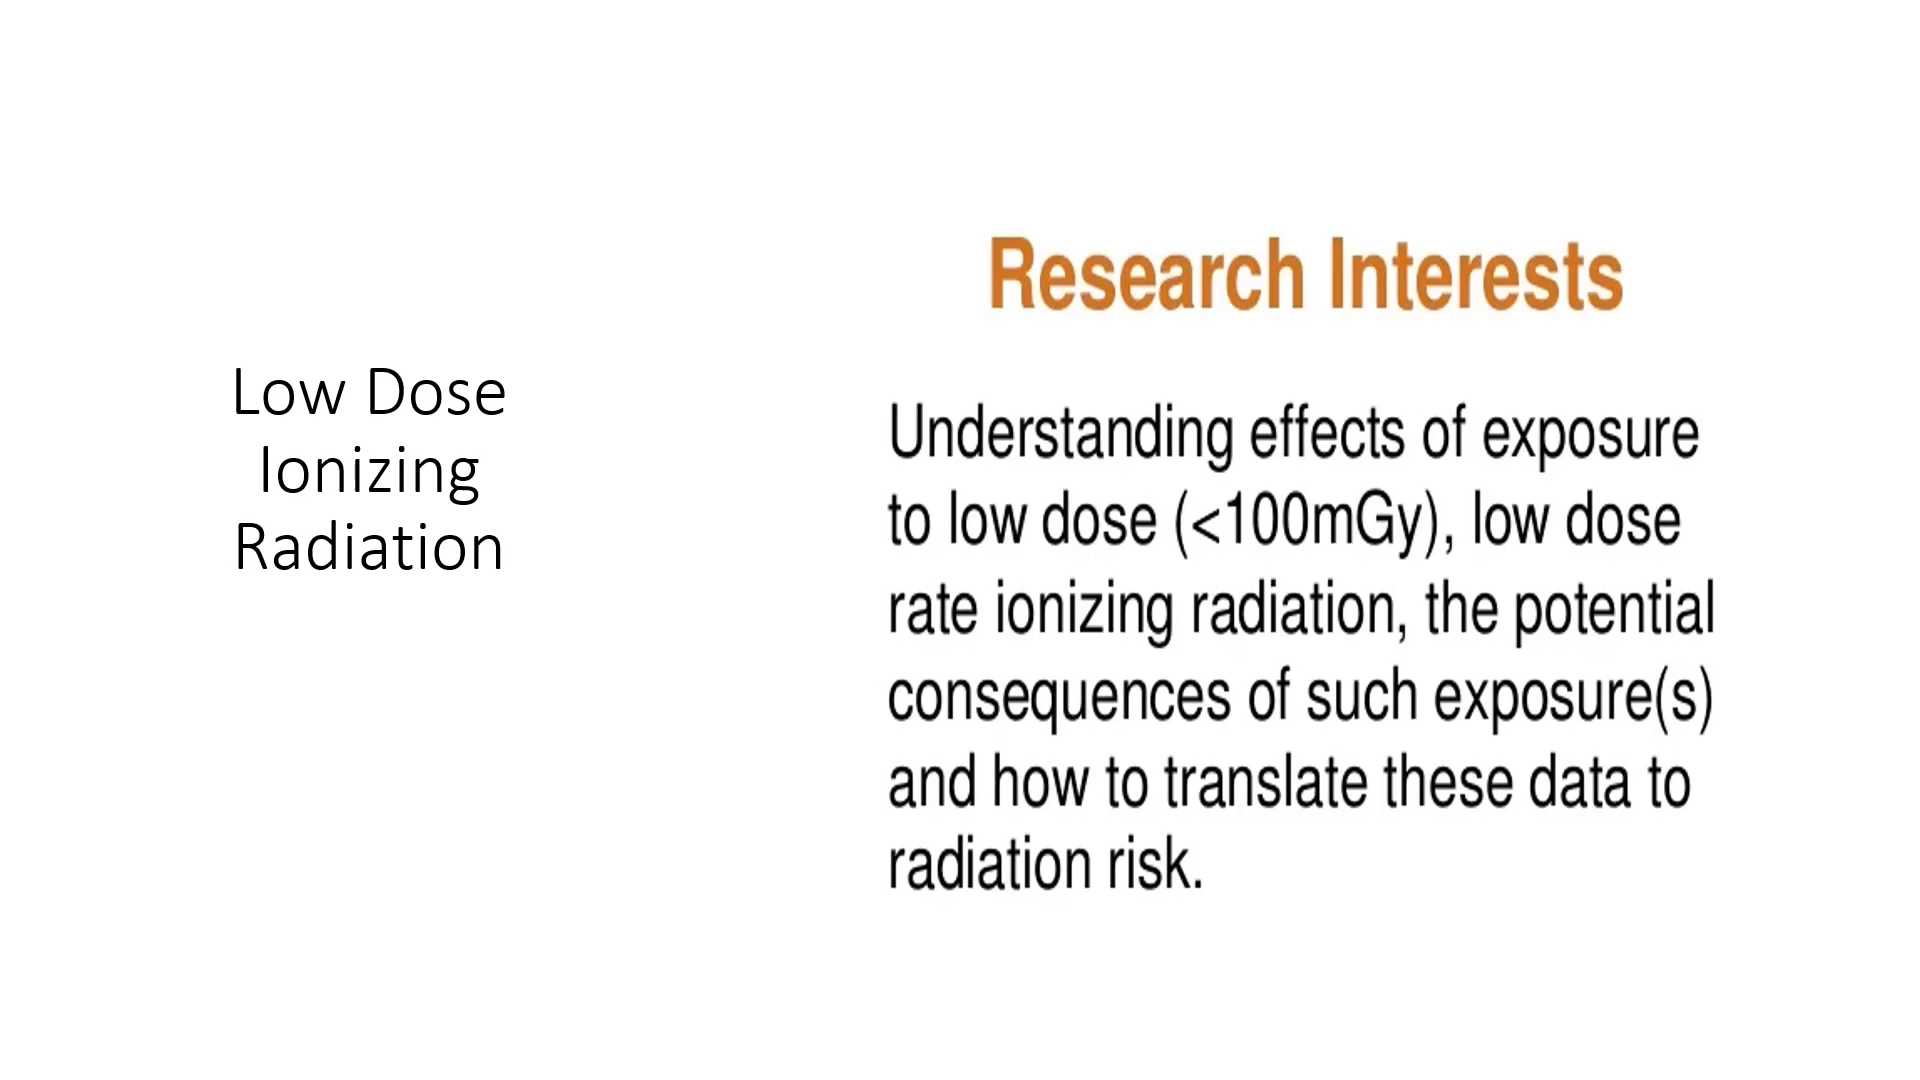 Low Dose
Ionizing
Radiation
Research Interests
Understanding effects of exposure
to low dose (<100mGy), low dose
rate ionizing radiation, the potential
consequences of such exposure(s)
and how to translate these data to
radiation risk.